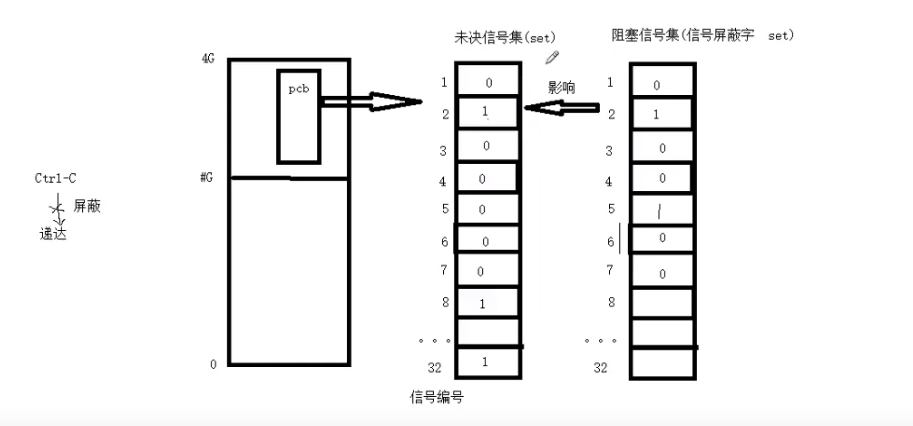 未决信号集(set)
阻塞信号集(信号屏蔽字 set)
4G
pcb
影响
1 0
2 1
3 0
4 0
5 0
6 0
7 0
8 1
。。。
32 1
信号编号
1 0
2 1
3 0
4 0
5 1
6 0
7 0
8
。。。
32
#G
0
Ctrl-C
屏蔽
递达